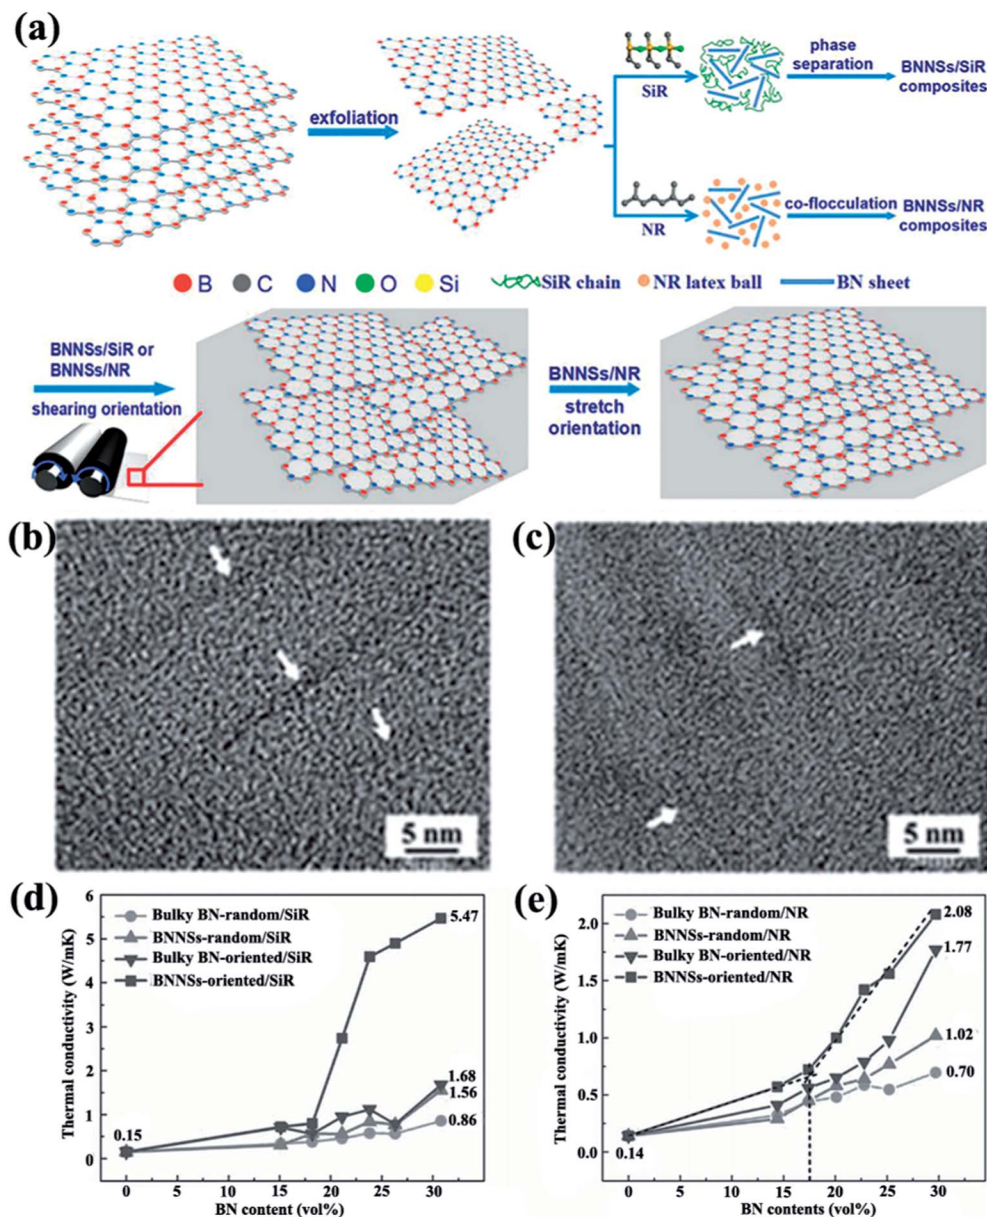 (a)
exfoliation
SiR
phase
separation
BNNSs/SiR
composites
NR
co-flocculation
BNNSs/NR
composites
B C N O Si SiR chain NR latex ball BN sheet
BNNSs/SiR or
BNNSs/NR
shearing orientation
BNNSs/NR
stretch
orientation
(b)
5 nm
(c)
5 nm
(d)
Thermal conductivity (W/mK)
6
5
4
3
2
1
0
Bulky BN-random/SiR
BNNSs-random/SiR
Bulky BN-oriented/SiR
BNNSs-oriented/SiR
5.47
1.68
1.56
0.86
0.15
0 5 10 15 20 25 30
BN content (vol%)
(e)
Thermal conductivity (W/mK)
2.0
1.5
1.0
0.5
0.0
Bulky BN-random/NR
BNNSs-random/NR
Bulky BN-oriented/NR
BNNSs-oriented/NR
2.08
1.77
1.02
0.70
0.14
0 5 10 15 20 25 30
BN contents (vol%)